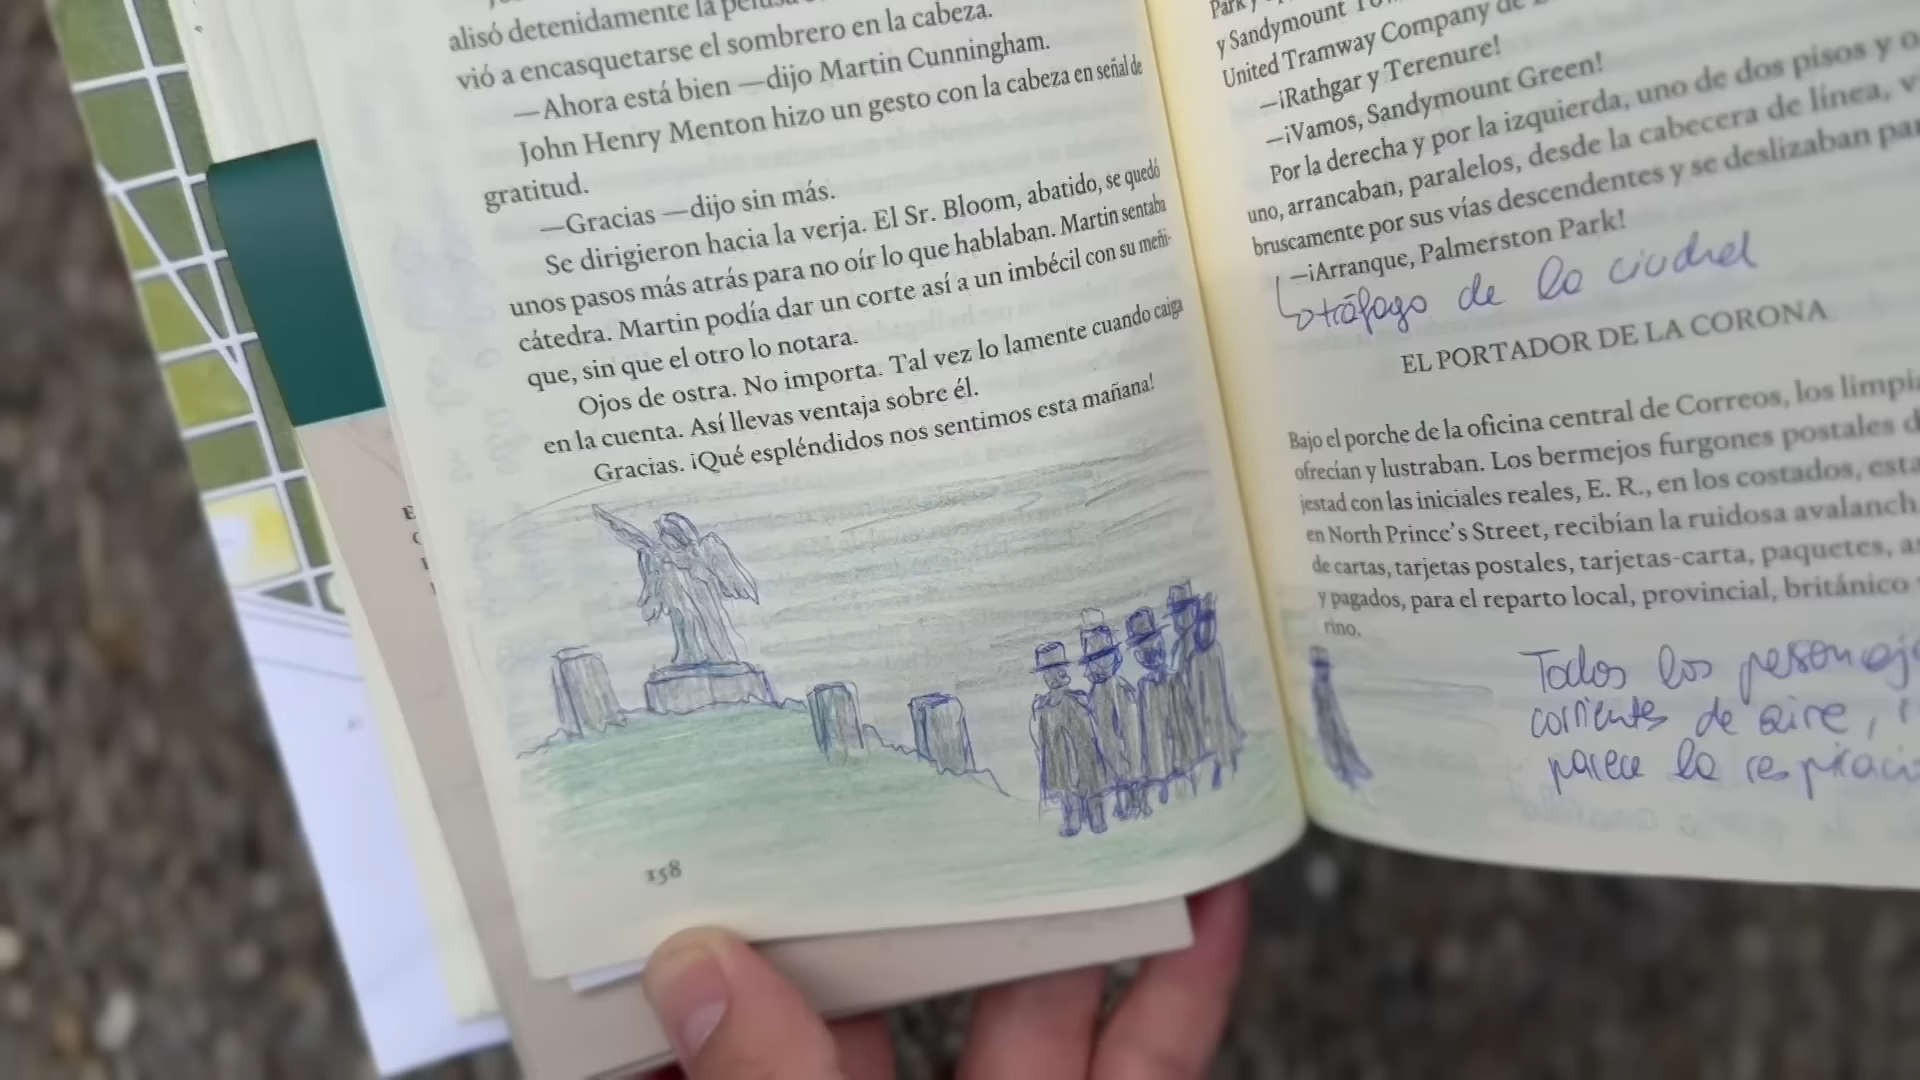 alisó detenidamente la
vió a encasquetarse el sombrero en la cabeza.
—Ahora está bien —dijo Martin Cunningham.
John Henry Menton hizo un gesto con la cabeza en señal de
gratitud.
—Gracias —dijo sin más.
Se dirigieron hacia la verja. El Sr. Bloom, abatido, se quedó
unos pasos más atrás para no oír lo que hablaban. Martin sentaba
cátedra. Martin podía dar un corte así a un imbécil con su meñi-
que, sin que el otro lo notara.
Ojos de ostra. No importa. Tal vez lo lamente cuando caiga
en la cuenta. Así llevas ventaja sobre él.
Gracias. ¡Qué espléndidos nos sentimos esta mañana!
158
y Sandymount
United Tramway Company de
—¡Rathgar y Terenure!
—¡Vamos, Sandymount Green!
Por la derecha y por la izquierda, uno de dos pisos y
uno, arrancaban, paralelos, desde la cabecera de línea,
bruscamente por sus vías descendentes y se deslizaban
—¡Arranque, Palmerston Park!
tráfago de la ciudad
EL PORTADOR DE LA CORONA
Bajo el porche de la oficina central de Correos, los
ofrecían y lustraban. Los bermejos furgones postales
jestad con las iniciales reales, E. R., en los costados,
en North Prince's Street, recibían la ruidosa
de cartas, tarjetas postales, tarjetas-carta, paquetes,
y pagados, para el reparto local, provincial, británico
rino.
Todos los
corrientes de aire,
parece la